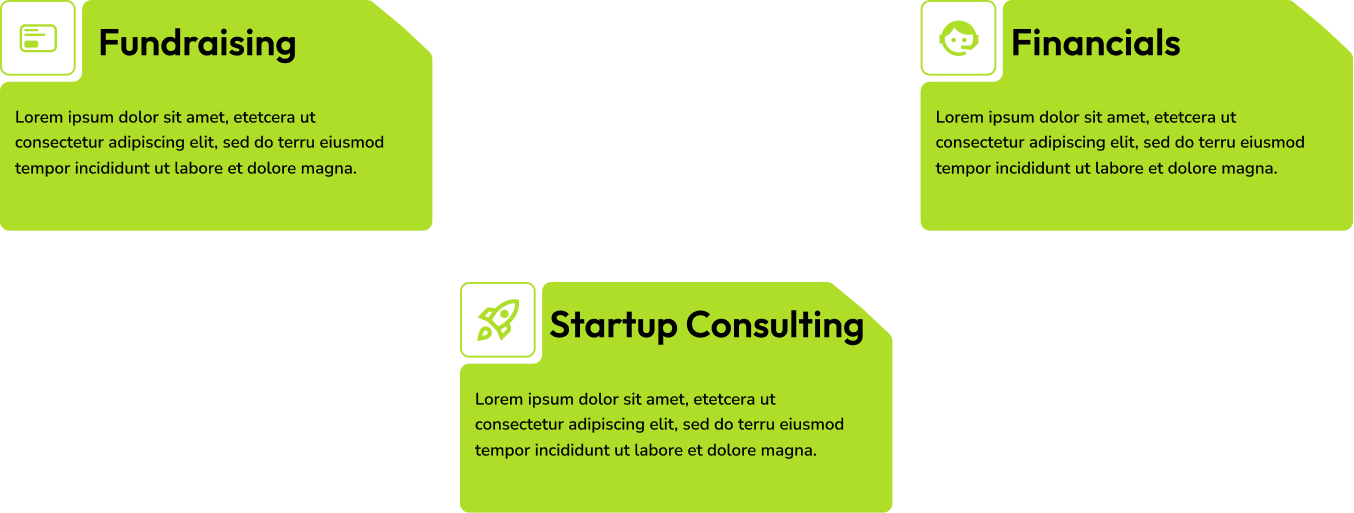 Fundraising
Lorem ipsum dolor sit amet, etetcera ut
consectetur adipiscing elit, sed do terru eiusmod
tempor incididunt ut labore et dolore magna.
Financials
Lorem ipsum dolor sit amet, etetcera ut
consectetur adipiscing elit, sed do terru eiusmod
tempor incididunt ut labore et dolore magna.
Startup Consulting
Lorem ipsum dolor sit amet, etetcera ut
consectetur adipiscing elit, sed do terru eiusmod
tempor incididunt ut labore et dolore magna.